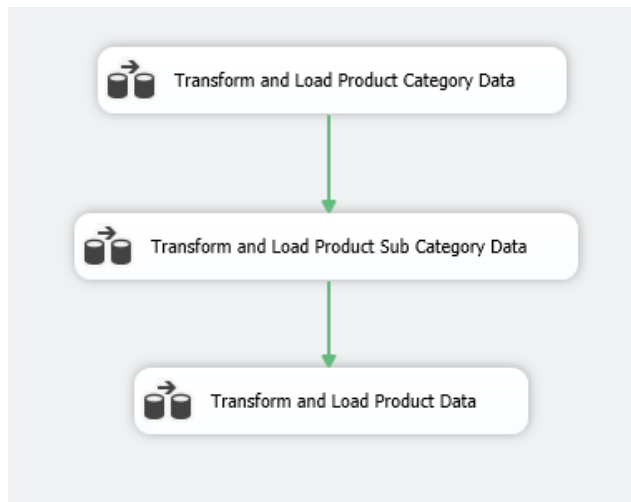 Transform and Load Product Category Data
Transform and Load Product Sub Category Data
Transform and Load Product Data